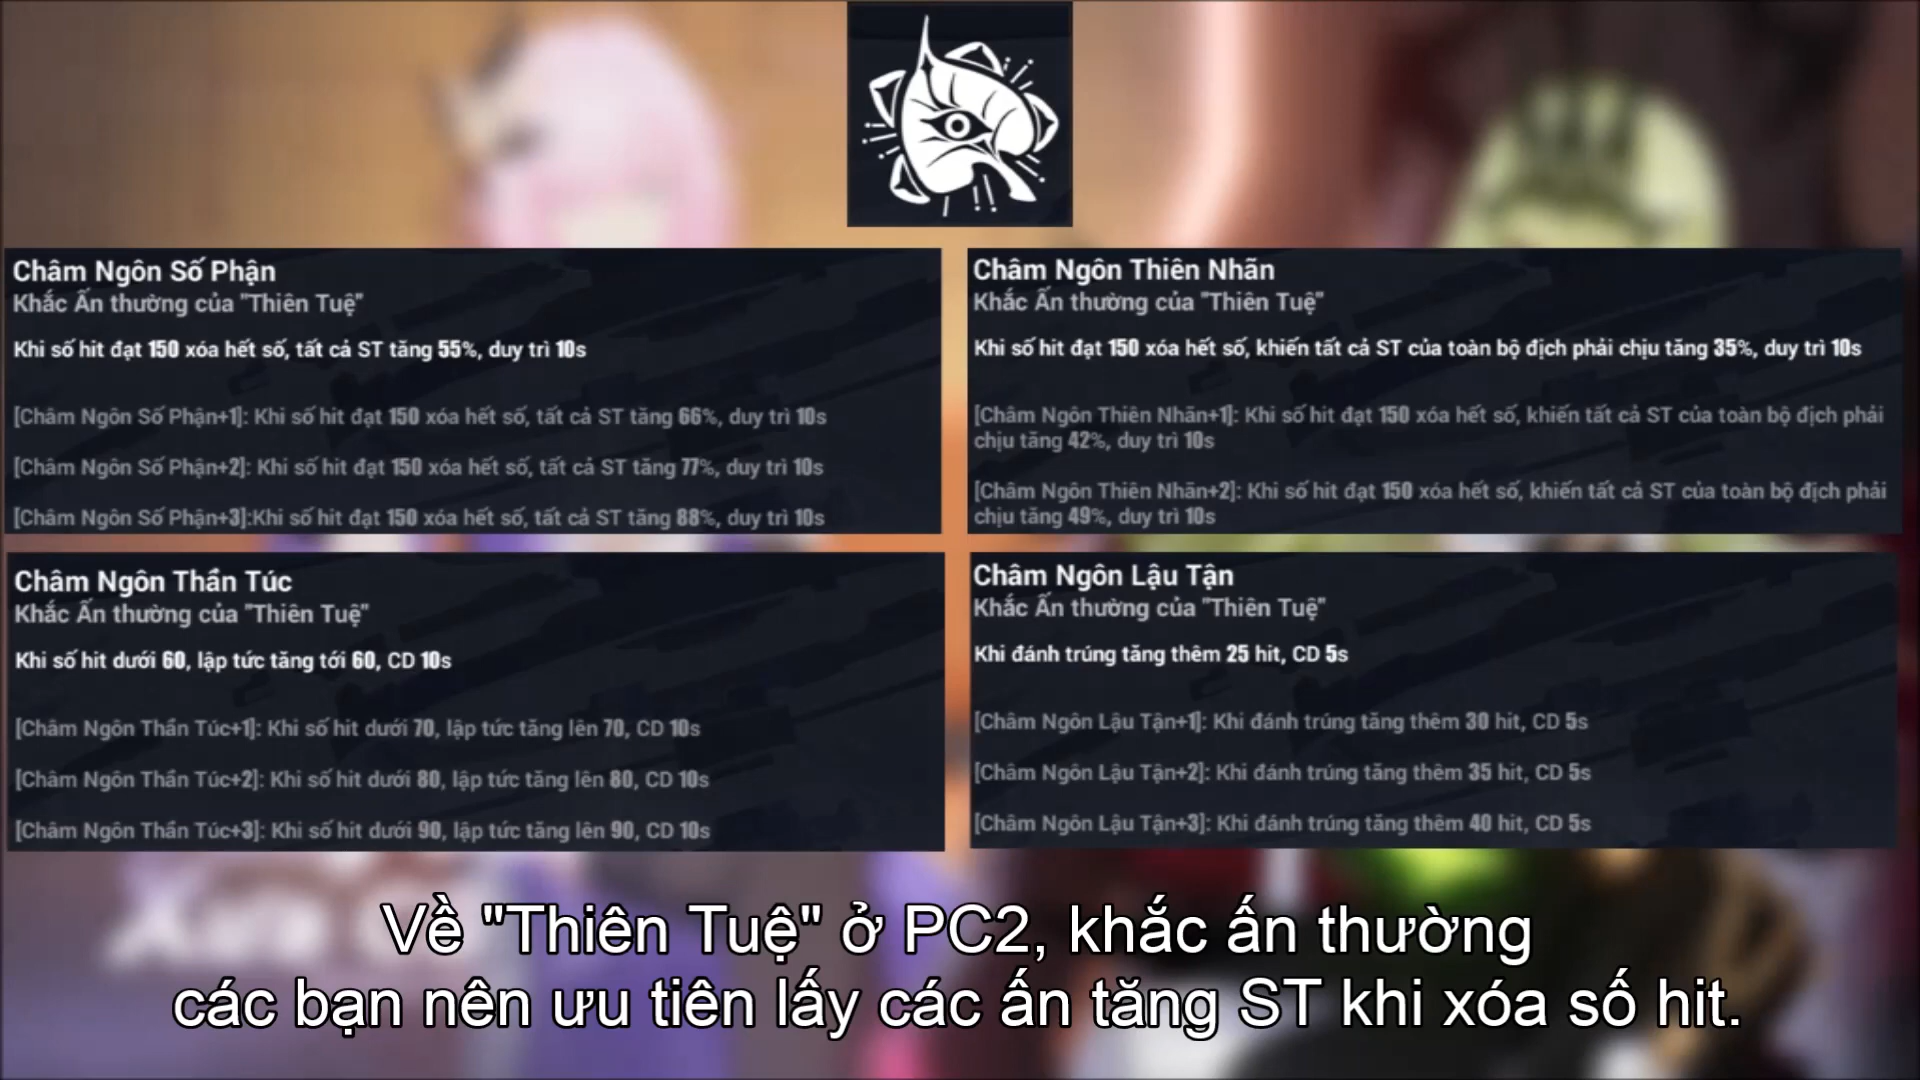 Châm Ngôn Số Phận
Khắc Ấn thường của "Thiên Tuệ"
Khi số hit đạt 150 xóa hết số, tất cả ST tăng 55%, duy trì 10s
[Châm Ngôn Số Phận+1]: Khi số hit đạt 150 xóa hết số, tất cả ST tăng 66%, duy trì 10s
[Châm Ngôn Số Phận+2]: Khi số hit đạt 150 xóa hết số, tất cả ST tăng 77%, duy trì 10s
[Châm Ngôn Số Phận+3]:Khi số hit đạt 150 xóa hết số, tất cả ST tăng 88%, duy trì 10s
Châm Ngôn Thiên Nhãn
Khắc Ấn thường của "Thiên Tuệ"
Khi số hit đạt 150 xóa hết số, khiến tất cả ST của toàn bộ địch phải chịu tăng 35%, duy trì 10s
[Châm Ngôn Thiên Nhãn+1]: Khi số hit đạt 150 xóa hết số, khiến tất cả ST của toàn bộ địch phải
chịu tăng 42%, duy trì 10s
[Châm Ngôn Thiên Nhãn+2]: Khi số hit đạt 150 xóa hết số, khiến tất cả ST của toàn bộ địch phải
chịu tăng 49%, duy trì 10s
Châm Ngôn Thần Túc
Khắc Ấn thường của "Thiên Tuệ"
Khi số hit dưới 60, lập tức tăng tới 60, CD 10s
[Châm Ngôn Thần Túc+1]: Khi số hit dưới 70, lập tức tăng lên 70, CD 10s
[Châm Ngôn Thần Túc+2]: Khi số hit dưới 80, lập tức tăng lên 80, CD 10s
[Châm Ngôn Thần Túc+3]: Khi số hit dưới 90, lập tức tăng lên 90, CD 10s
Châm Ngôn Lậu Tận
Khắc Ấn thường của "Thiên Tuệ"
Khi đánh trúng tăng thêm 25 hit, CD 5s
[Châm Ngôn Lậu Tận+1]: Khi đánh trúng tăng thêm 30 hit, CD 5s
[Châm Ngôn Lậu Tận+2]: Khi đánh trúng tăng thêm 35 hit, CD 5s
[Châm Ngôn Lậu Tận+3]: Khi đánh trúng tăng thêm 40 hit, CD 5s
Về "Thiên Tuệ" ở PC2, khắc ấn thường
các bạn nên ưu tiên lấy các ấn tăng ST khi xóa số hit.